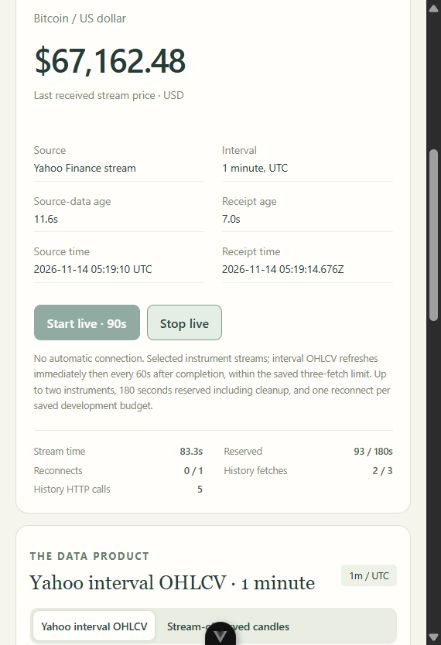 Bitcoin / US dollar
$67,162.48
Last received stream price · USD
Source
Interval
Yahoo Finance stream
1 minute, UTC
Source-data age
Receipt age
11.6s
7.0s
Source time
Receipt time
2026-11-14 05:19:10 UTC
2026-11-14 05:19:14.676Z
Start live · 90s
Stop live
No automatic connection. Selected instrument streams; interval OHLCV refreshes
immediately then every 60s after completion, within the saved three-fetch limit. Up
to two instruments, 180 seconds reserved including cleanup, and one reconnect per
saved development budget.
Stream time 83.3s
Reserved 93 / 180s
Reconnects 0 / 1
History fetches 2 / 3
History HTTP calls 5
THE DATA PRODUCT
Yahoo interval OHLCV · 1 minute
1m / UTC
Yahoo interval OHLCV
candles